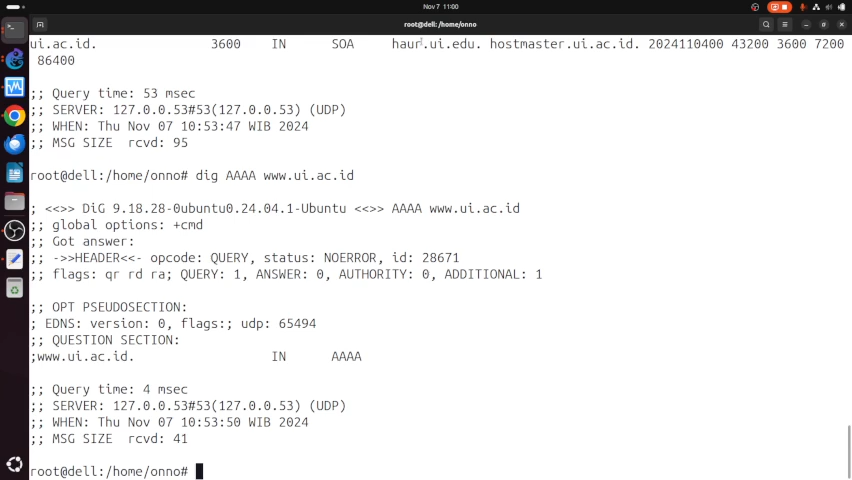 Nov 7 11:00
root@dell: /home/onno
ui.ac.id. 3600 IN SOA haur.ui.edu. hostmaster.ui.ac.id. 2024110400 43200 3600 7200
86400
;; Query time: 53 msec
;; SERVER: 127.0.0.53#53(127.0.0.53) (UDP)
;; WHEN: Thu Nov 07 10:53:47 WIB 2024
;; MSG SIZE rcvd: 95
root@dell:/home/onno# dig AAAA www.ui.ac.id
; <<>> DiG 9.18.28-0ubuntu0.24.04.1-Ubuntu <<>> AAAA www.ui.ac.id
;; global options: +cmd
;; Got answer:
;; ->>HEADER<<- opcode: QUERY, status: NOERROR, id: 28671
;; flags: qr rd ra; QUERY: 1, ANSWER: 0, AUTHORITY: 0, ADDITIONAL: 1
;; OPT PSEUDOSECTION:
; EDNS: version: 0, flags:; udp: 65494
;; QUESTION SECTION:
;www.ui.ac.id. IN AAAA
;; Query time: 4 msec
;; SERVER: 127.0.0.53#53(127.0.0.53) (UDP)
;; WHEN: Thu Nov 07 10:53:50 WIB 2024
;; MSG SIZE rcvd: 41
root@dell:/home/onno#